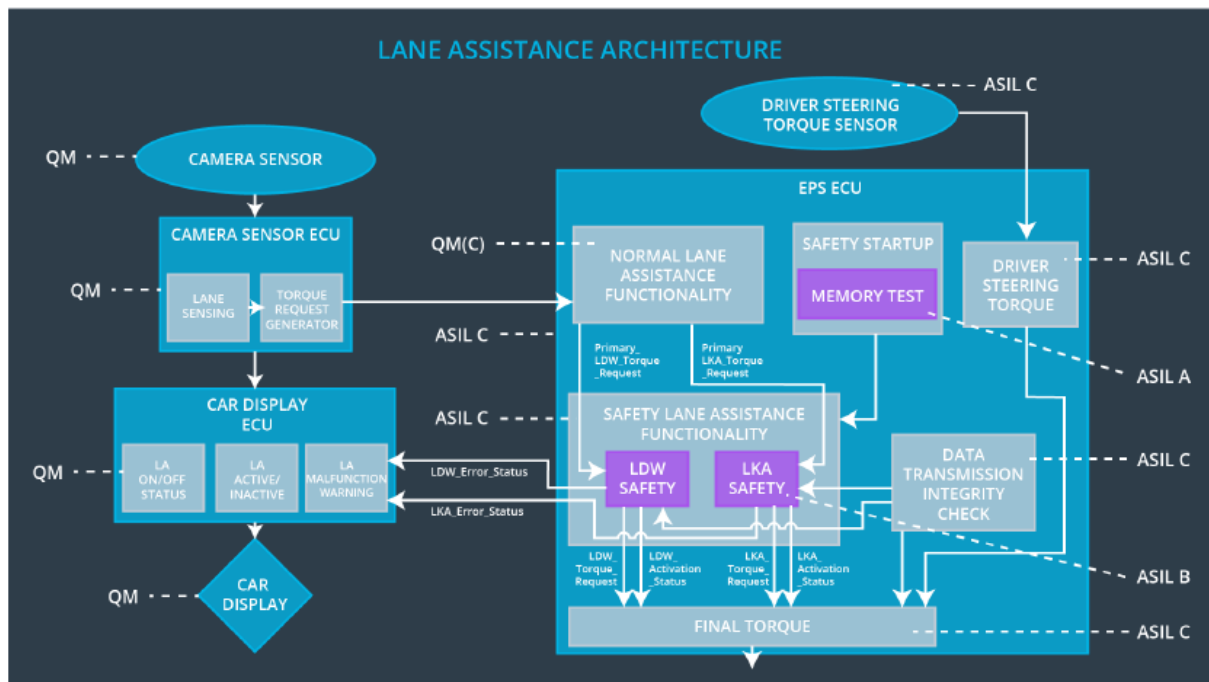 LANE ASSISTANCE ARCHITECTURE
ASIL C
DRIVER STEERING
TORQUE SENSOR
QM
CAMERA SENSOR
EPS ECU
CAMERA SENSOR ECU
QM
LANE
SENSING
TORQUE
REQUEST
GENERATOR
QM(C)
NORMAL LANE
ASSISTANCE
FUNCTIONALITY
SAFETY STARTUP
MEMORY TEST
DRIVER
STEERING
TORQUE
ASIL C
ASIL C
Primary_
LDW_Torque
_Request
Primary
LKA_Torque
_Request
ASIL A
CAR DISPLAY
ECU
QM
LA
ON/OFF
STATUS
LA
ACTIVE/
INACTIVE
LA
MALFUNCTION
WARNING
ASIL C
SAFETY LANE ASSISTANCE
FUNCTIONALITY
LDW_Error_Status
LKA_Error_Status
LDW
SAFETY
LKA
SAFETY
DATA
TRANSMISSION
INTEGRITY
CHECK
ASIL C
LDW_
Torque_
Request
LDW_
Activation
_Status
LKA_
Torque_
Request
LKA_
Activation
_Status
ASIL B
QM
CAR
DISPLAY
FINAL TORQUE
ASIL C